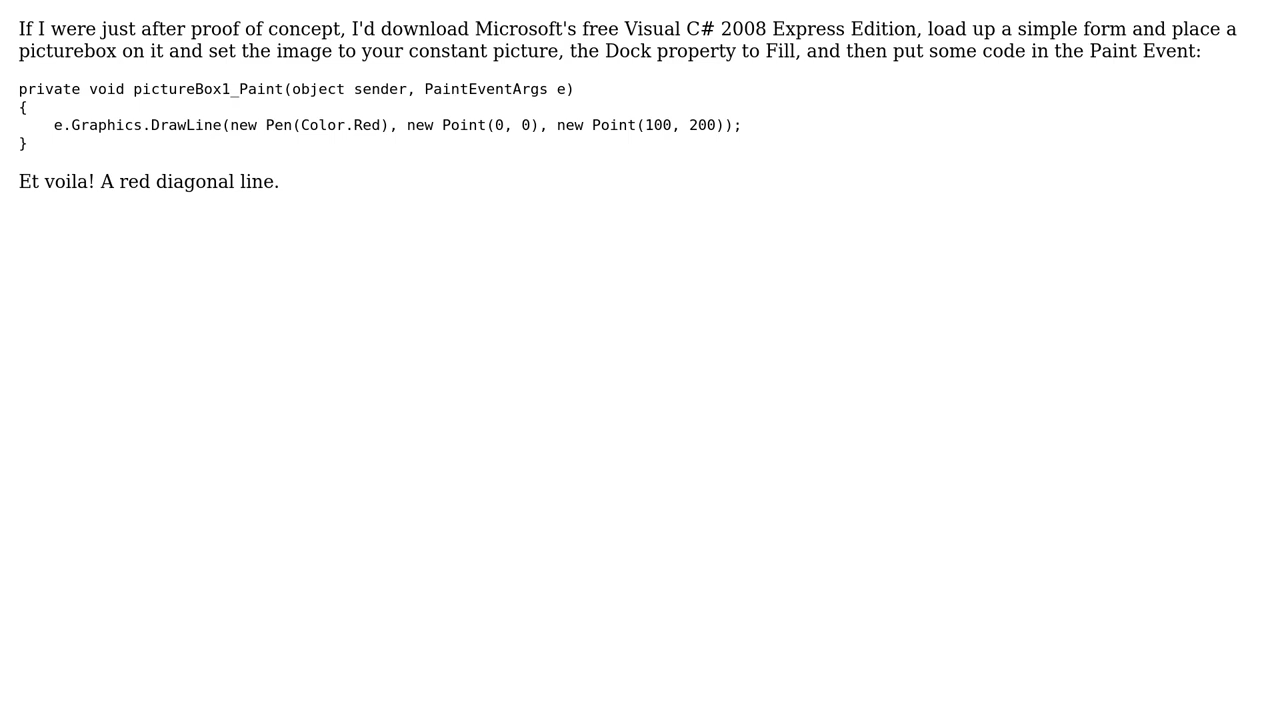 If I were just after proof of concept, I'd download Microsoft's free Visual C# 2008 Express Edition, load up a simple form and place a
picturebox on it and set the image to your constant picture, the Dock property to Fill, and then put some code in the Paint Event:
private void pictureBox1_Paint(object sender, PaintEventArgs e)
{
    e.Graphics.DrawLine(new Pen(Color.Red), new Point(0, 0), new Point(100, 200));
}
Et voila! A red diagonal line.